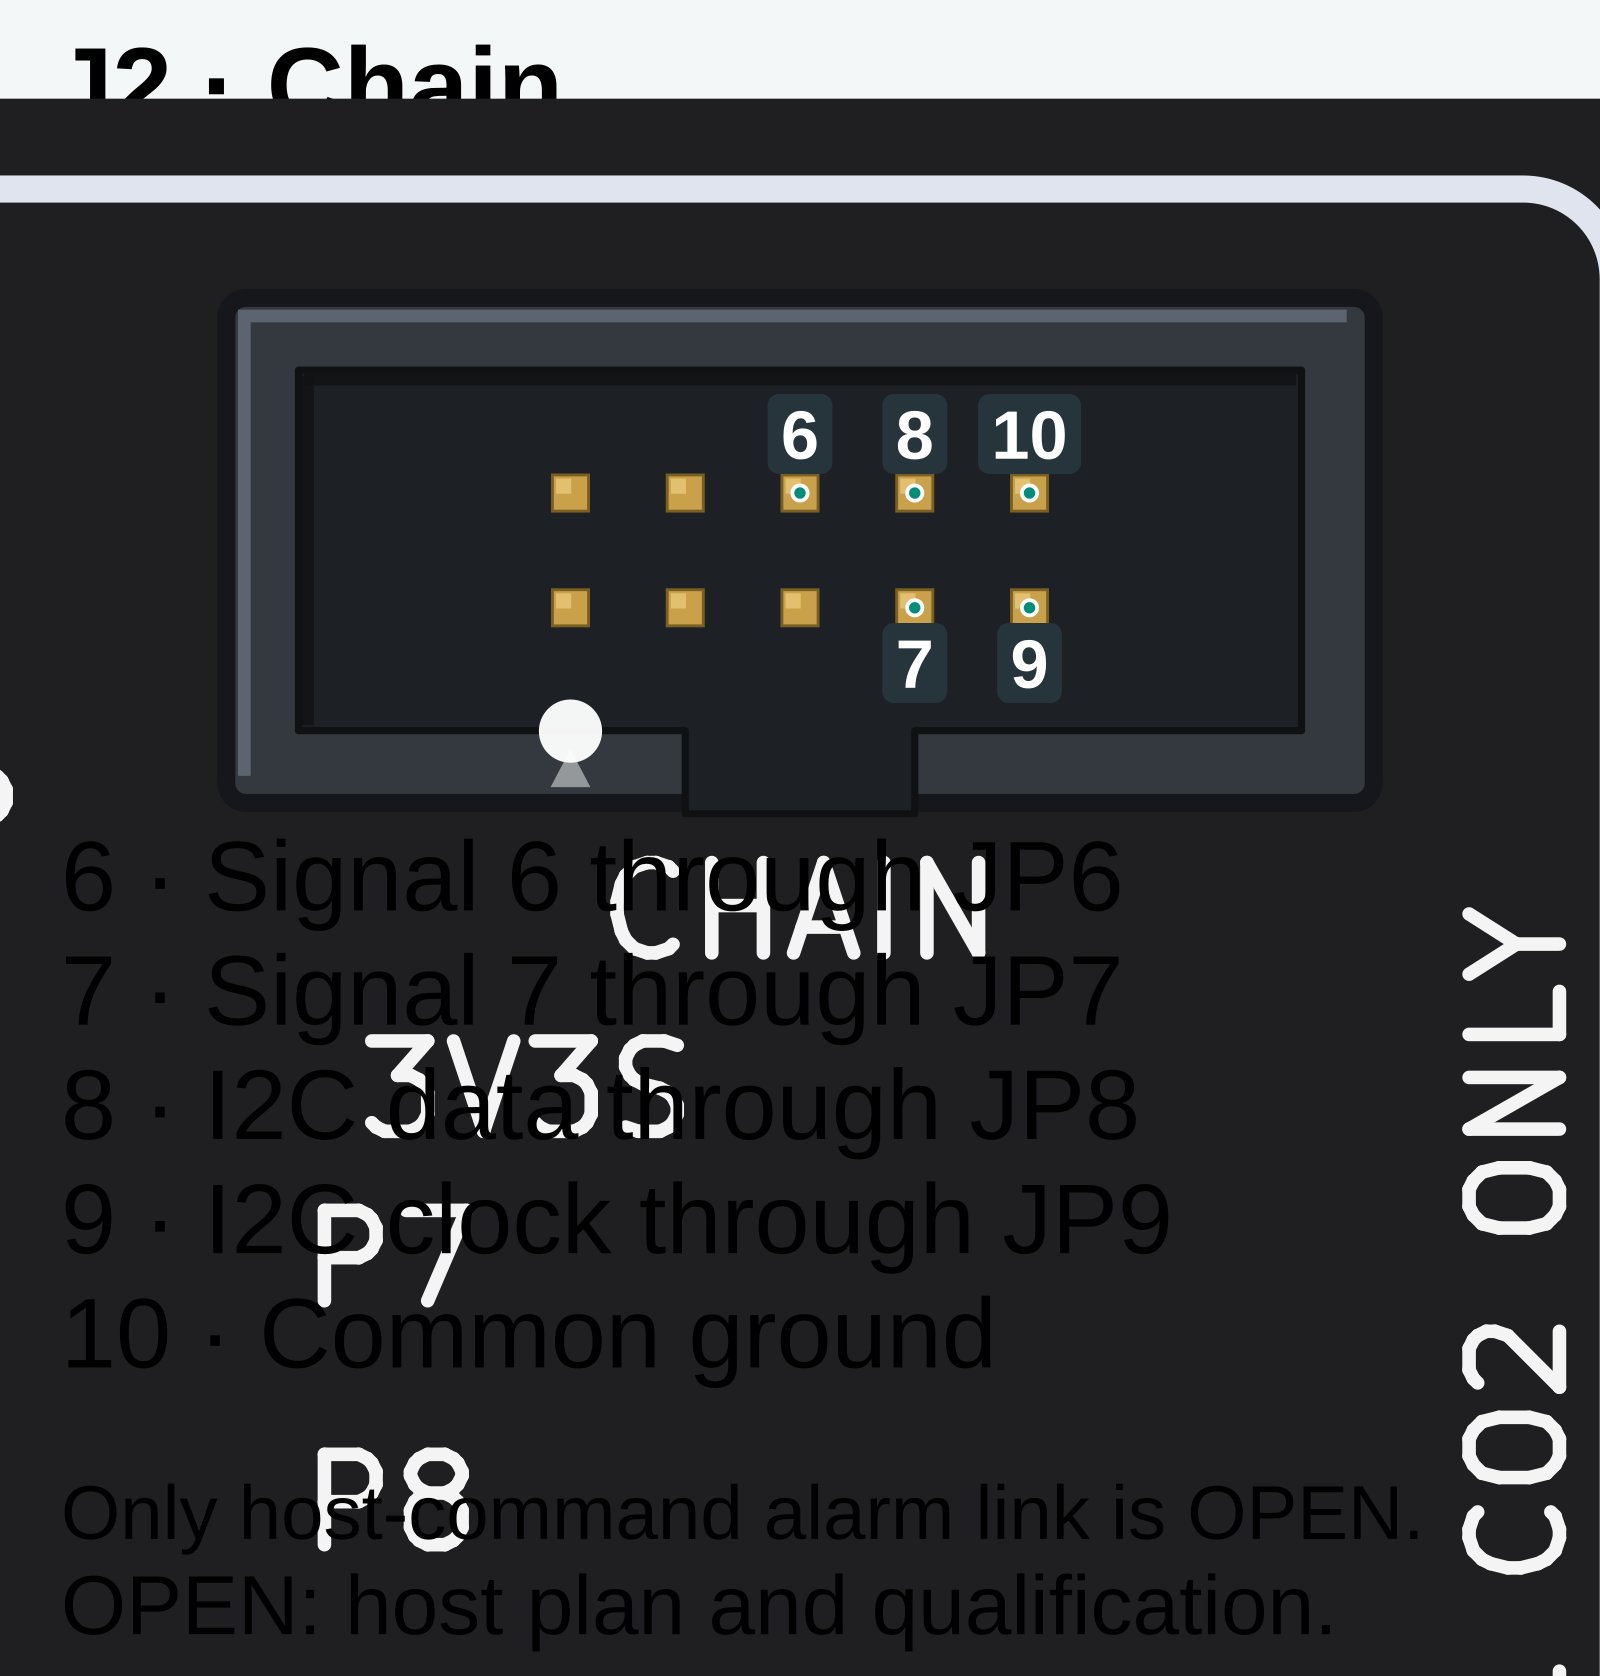 J2 · Chain
6 8 10
7 9
6 · Signal 6 through JP6
CHAIN
7 · Signal 7 through JP7
3V3S
8 · I2C data through JP8
9 · I2C clock through JP9
P7
10 · Common ground
P8
Only host-command alarm link is OPEN.
OPEN: host plan and qualification.
CO2 ONLY